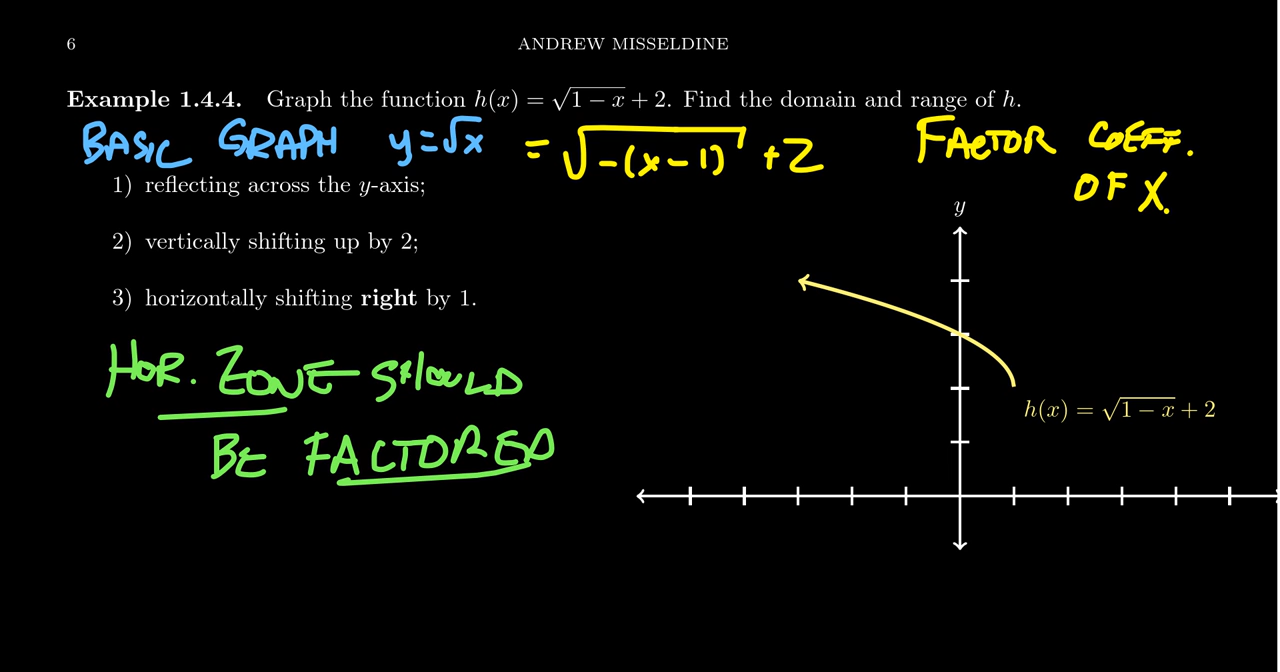 6 ANDREW MISSELDINE
Example 1.4.4. Graph the function h(x) = √(1 − x) + 2. Find the domain and range of h.
BASIC GRAPH y=√x = √(-(x-1)) +2 FACTOR COEFF.
OF X.
1) reflecting across the y-axis;
y
2) vertically shifting up by 2;
3) horizontally shifting right by 1.
HOR. ZONE SHOULD
h(x) = √(1 − x) + 2
BE FACTORED